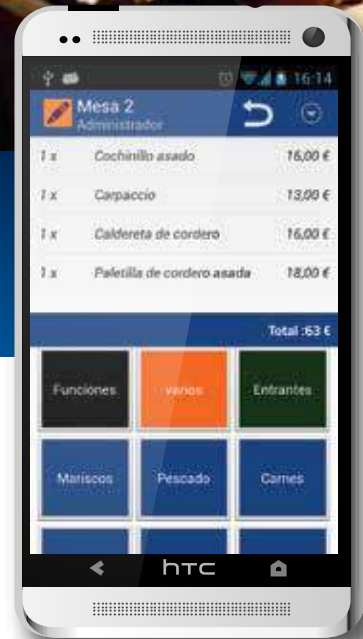 16:14
Mesa 2
Administrador
1 x Cochinillo asado 16,00 €
1 x Carpaccio 13,00 €
1 x Caldereta de cordero 16,00 €
1 x Paletilla de cordero asada 18,00 €
Total :63 €
Funciones varios Entrantes
Mariscos Pescado Carnes
hTC